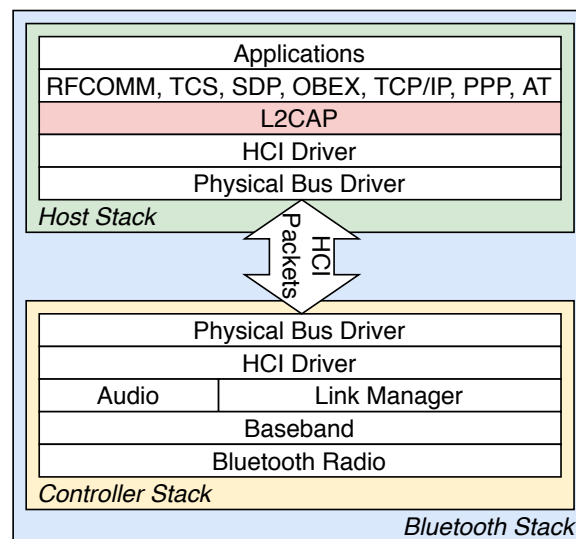 Applications
RFCOMM, TCS, SDP, OBEX, TCP/IP, PPP, AT
L2CAP
HCI Driver
Physical Bus Driver
Host Stack
HCI
Packets
Physical Bus Driver
HCI Driver
Audio
Link Manager
Baseband
Bluetooth Radio
Controller Stack
Bluetooth Stack